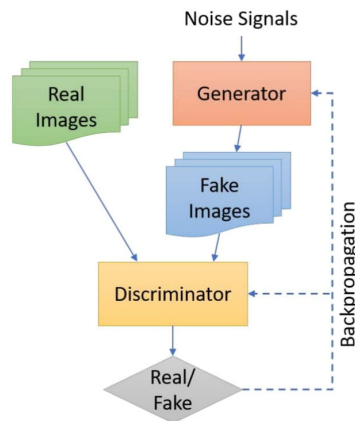 Noise Signals
Real
Images
Generator
Fake
Images
Discriminator
Real/
Fake
Backpropagation